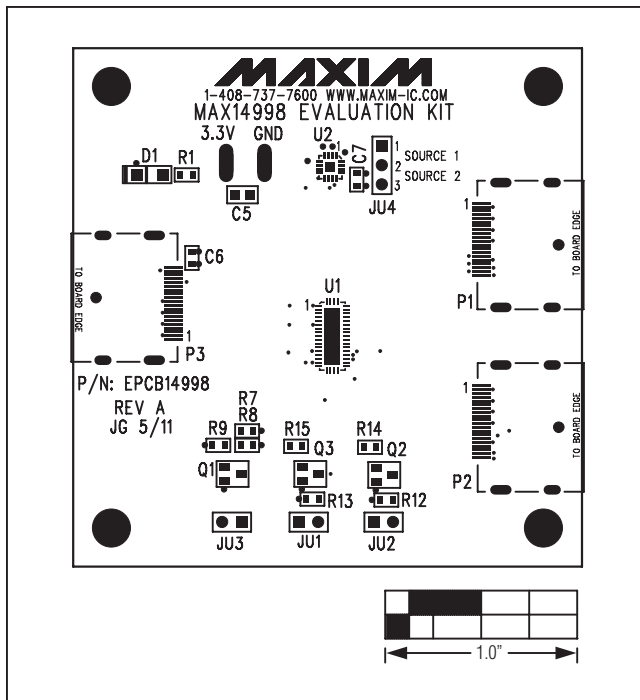 MAXIM
1-408-737-7600 WWW.MAXIM-IC.COM
MAX14998 EVALUATION KIT
3.3V GND U2 1
D1 R1 C7 1 SOURCE 1
2 SOURCE 2
3
C5 JU4
1
TO BOARD EDGE
P1
C6
TO BOARD EDGE
1
P3
U1
1
P/N: EPCB14998
REV A
JG 5/11
1
TO BOARD EDGE
P2
R7
R8
R9 R15 R14
Q1 Q3 Q2
R13 R12
JU3 JU1 JU2
1.0"